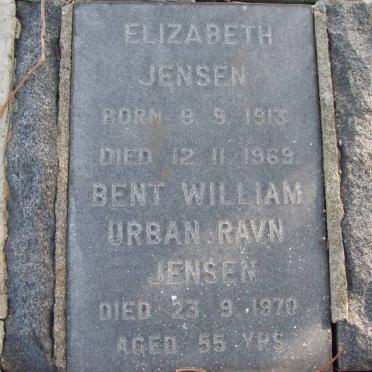 ELIZABETH
JENSEN
BORN 8. 9. 1913
DIED 12. 11. 1969.
BENT WILLIAM
URBAN RAVN
JENSEN
DIED 23. 9. 1970
AGED 55 YRS